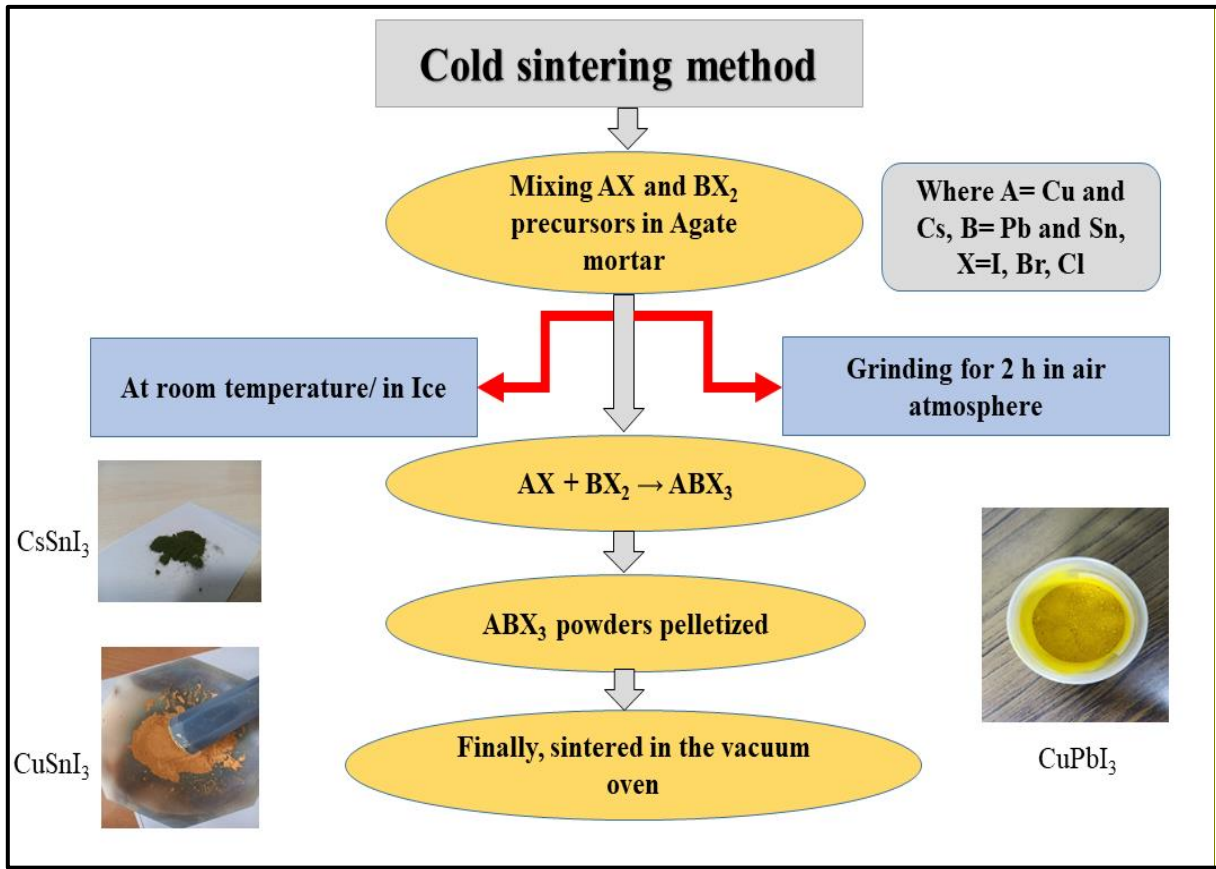 Cold sintering method
Mixing AX and BX₂
precursors in Agate
mortar
Where A= Cu and
Cs, B= Pb and Sn,
X=I, Br, Cl
At room temperature/ in Ice
Grinding for 2 h in air
atmosphere
AX + BX₂ → ABX₃
CsSnI₃
ABX₃ powders pelletized
CuSnI₃
Finally, sintered in the vacuum
oven
CuPbI₃